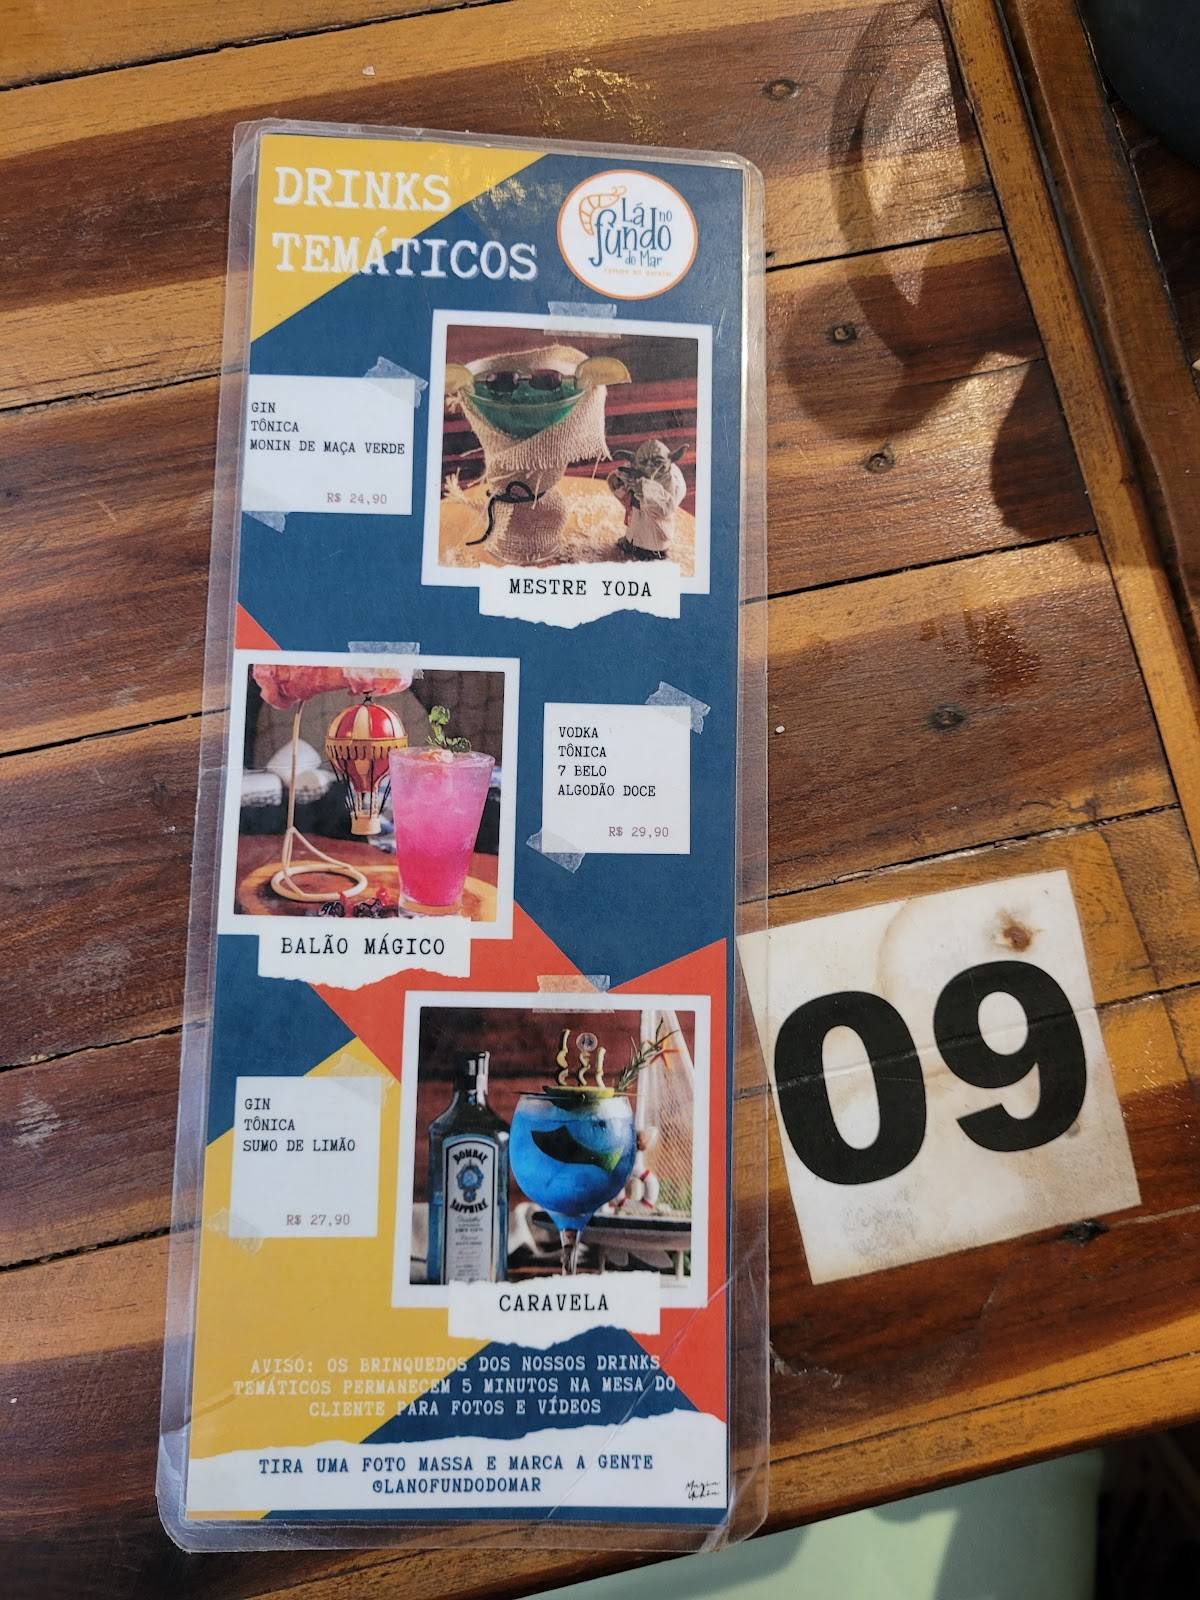 DRINKS
TEMÁTICOS
Lá no
fundo
do Mar
GIN
TÔNICA
MONIN DE MAÇA VERDE
R$ 24,90
MESTRE YODA
VODKA
TÔNICA
7 BELO
ALGODÃO DOCE
R$ 29,90
BALÃO MÁGICO
GIN
TÔNICA
SUMO DE LIMÃO
R$ 27,90
BOMBAY
SAPPHIRE
CARAVELA
09
AVISO: OS BRINQUEDOS DOS NOSSOS DRINKS
TEMÁTICOS PERMANECEM 5 MINUTOS NA MESA DO
CLIENTE PARA FOTOS E VÍDEOS
TIRA UMA FOTO MASSA E MARCA A GENTE
@LANOFUNDODOMAR